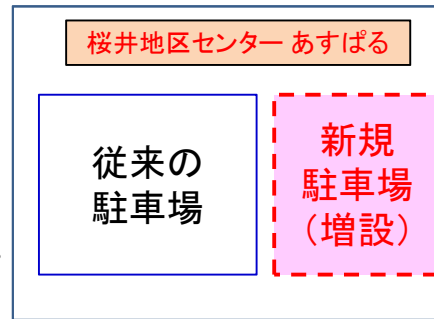 桜井地区センター あすぱる
従来の
駐車場
新規
駐車場
（増設）